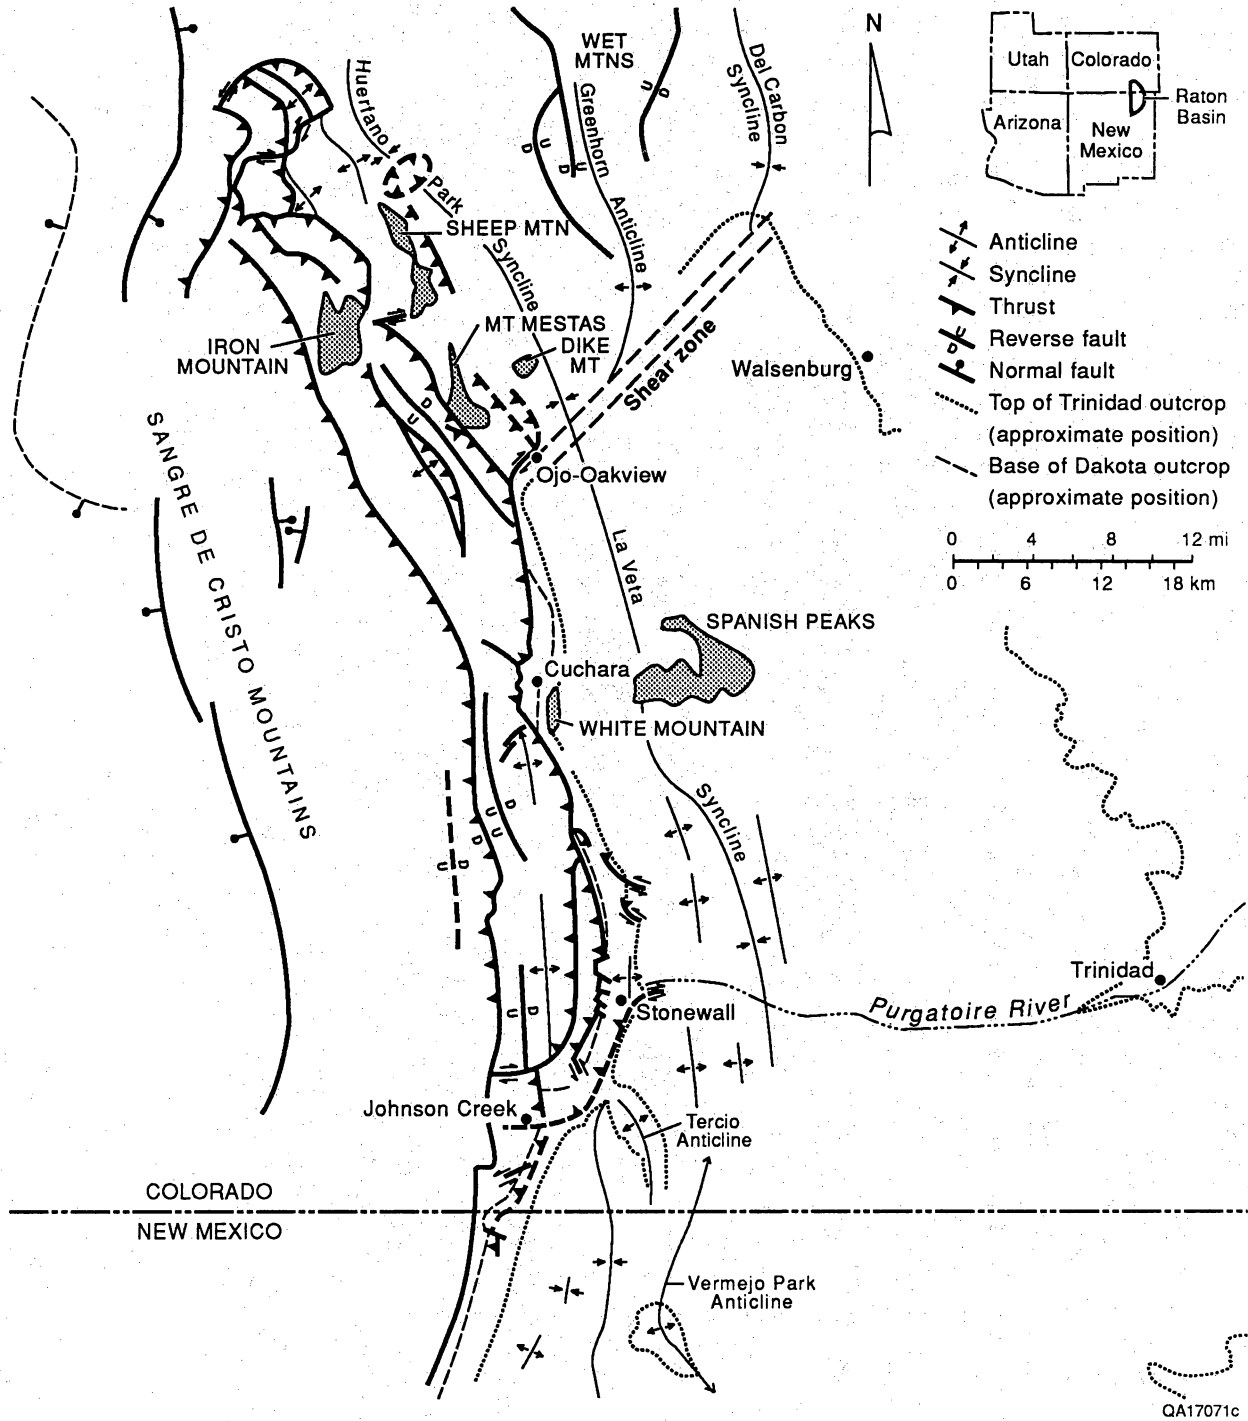 N
WET
MTNS
Huerfano
Park
Syncline
Greenhorn
Anticline
Del Carbon
Syncline
Utah
Colorado
Arizona
New
Mexico
Raton
Basin
U
D
U
D
U
D
SHEEP MTN
MT MESTAS
DIKE
MT
IRON
MOUNTAIN
Shear zone
Walsenburg
Anticline
Syncline
Thrust
U
D
Reverse fault
Normal fault
Top of Trinidad outcrop
(approximate position)
Base of Dakota outcrop
(approximate position)
0 4 8 12 mi
0 6 12 18 km
D
U
Ojo-Oakview
SANGRE DE CRISTO MOUNTAINS
La Veta
Syncline
SPANISH PEAKS
Cuchara
WHITE MOUNTAIN
D
U
U
D
U
D
U
D
Trinidad
Purgatoire River
Stonewall
Johnson Creek
Tercio
Anticline
COLORADO
NEW MEXICO
Vermejo Park
Anticline
QA17071c